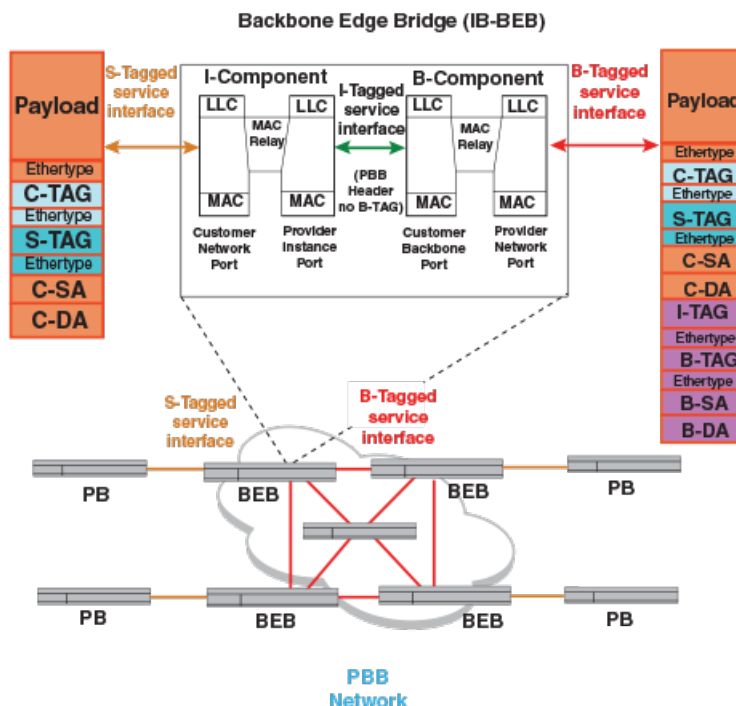 Backbone Edge Bridge (IB-BEB)
Payload
Ethertype
C-TAG
Ethertype
S-TAG
Ethertype
C-SA
C-DA
S-Tagged
service
interface
I-Component
LLC
LLC
MAC
Relay
MAC
MAC
Customer
Network
Port
Provider
Instance
Port
I-Tagged
service
interface
(PBB
Header
no B-TAG)
B-Component
LLC
LLC
MAC
Relay
MAC
MAC
Customer
Backbone
Port
Provider
Network
Port
B-Tagged
service
interface
Payload
Ethertype
C-TAG
Ethertype
S-TAG
Ethertype
C-SA
C-DA
I-TAG
Ethertype
B-TAG
Ethertype
B-SA
B-DA
S-Tagged
service
interface
B-Tagged
service
interface
PB
BEB
BEB
PB
PB
BEB
BEB
PB
PBB
Network